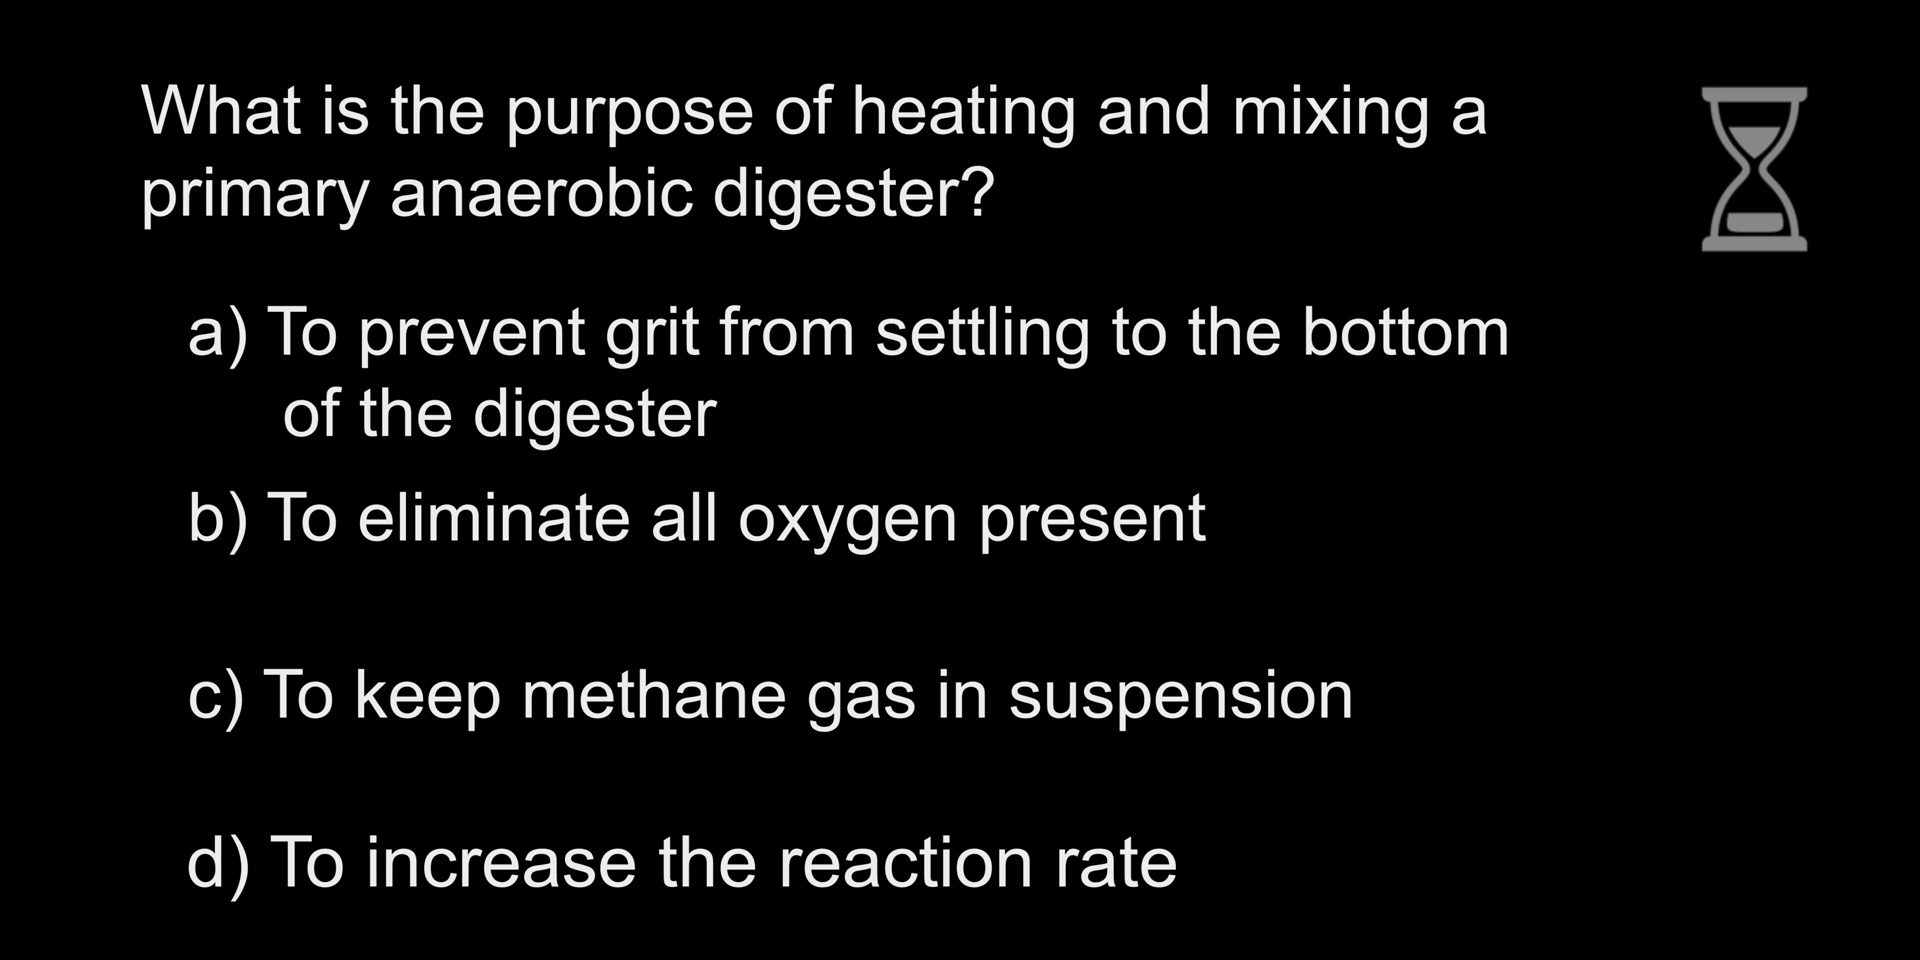 What is the purpose of heating and mixing a
primary anaerobic digester?
a) To prevent grit from settling to the bottom
of the digester
b) To eliminate all oxygen present
c) To keep methane gas in suspension
d) To increase the reaction rate